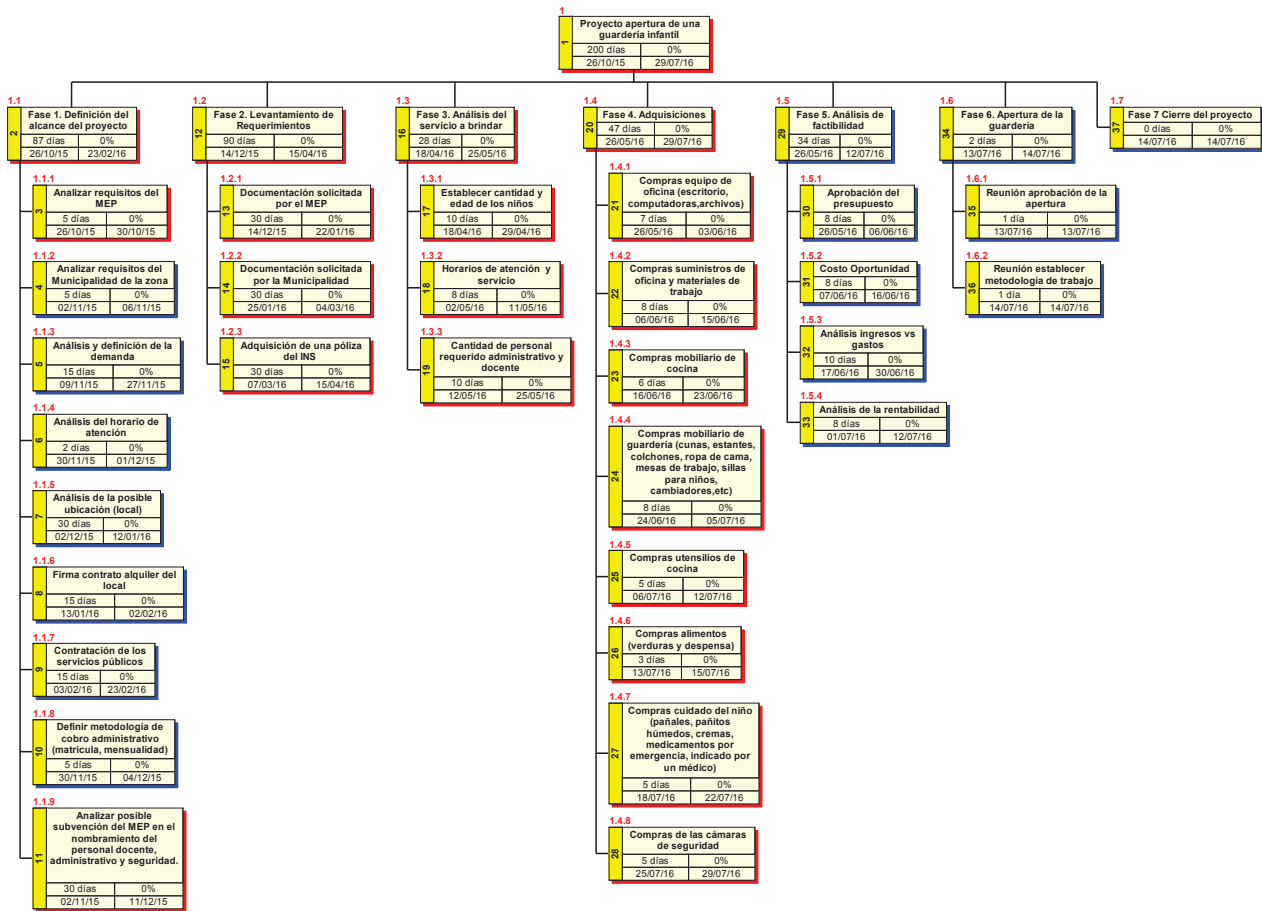 1
1
Proyecto apertura de una
guardería infantil
200 días 0%
26/10/15 29/07/16
1.1
2
Fase 1. Definición del
alcance del proyecto
87 días 0%
26/10/15 23/02/16
1.1.1
3
Analizar requisitos del
MEP
5 días 0%
26/10/15 30/10/15
1.1.2
4
Analizar requisitos del
Municipalidad de la zona
5 días 0%
02/11/15 06/11/15
1.1.3
5
Análisis y definición de la
demanda
15 días 0%
09/11/15 27/11/15
1.1.4
6
Análisis del horario de
atención
2 días 0%
30/11/15 01/12/15
1.1.5
7
Análisis de la posible
ubicación (local)
30 días 0%
02/12/15 12/01/16
1.1.6
8
Firma contrato alquiler del
local
15 días 0%
13/01/16 02/02/16
1.1.7
9
Contratación de los
servicios públicos
15 días 0%
03/02/16 23/02/16
1.1.8
10
Definir metodología de
cobro administrativo
(matricula, mensualidad)
5 días 0%
30/11/15 04/12/15
1.1.9
11
Analizar posible
subvención del MEP en el
nombramiento del
personal docente,
administrativo y seguridad.
30 días 0%
02/11/15 11/12/15
1.2
12
Fase 2. Levantamiento de
Requerimientos
90 días 0%
14/12/15 15/04/16
1.2.1
13
Documentación solicitada
por el MEP
30 días 0%
14/12/15 22/01/16
1.2.2
14
Documentación solicitada
por la Municipalidad
30 días 0%
25/01/16 04/03/16
1.2.3
15
Adquisición de una póliza
del INS
30 días 0%
07/03/16 15/04/16
1.3
16
Fase 3. Análisis del
servicio a brindar
28 días 0%
18/04/16 25/05/16
1.3.1
17
Establecer cantidad y
edad de los niños
10 días 0%
18/04/16 29/04/16
1.3.2
18
Horarios de atención y
servicio
8 días 0%
02/05/16 11/05/16
1.3.3
19
Cantidad de personal
requerido administrativo y
docente
10 días 0%
12/05/16 25/05/16
1.4
20
Fase 4. Adquisiciones
47 días 0%
26/05/16 29/07/16
1.4.1
21
Compras equipo de
oficina (escritorio,
computadoras,archivos)
7 días 0%
26/05/16 03/06/16
1.4.2
22
Compras suministros de
oficina y materiales de
trabajo
8 días 0%
06/06/16 15/06/16
1.4.3
23
Compras mobiliario de
cocina
6 días 0%
16/06/16 23/06/16
1.4.4
24
Compras mobiliario de
guardería (cunas, estantes,
colchones, ropa de cama,
mesas de trabajo, sillas
para niños,
cambiadores,etc)
8 días 0%
24/06/16 05/07/16
1.4.5
25
Compras utensilios de
cocina
5 días 0%
06/07/16 12/07/16
1.4.6
26
Compras alimentos
(verduras y despensa)
3 días 0%
13/07/16 15/07/16
1.4.7
27
Compras cuidado del niño
(pañales, pañitos
húmedos, cremas,
medicamentos por
emergencia, indicado por
un médico)
5 días 0%
18/07/16 22/07/16
1.4.8
28
Compras de las cámaras
de seguridad
5 días 0%
25/07/16 29/07/16
1.5
29
Fase 5. Análisis de
factibilidad
34 días 0%
26/05/16 12/07/16
1.5.1
30
Aprobación del
presupuesto
8 días 0%
26/05/16 06/06/16
1.5.2
31
Costo Oportunidad
8 días 0%
07/06/16 16/06/16
1.5.3
32
Análisis ingresos vs
gastos
10 días 0%
17/06/16 30/06/16
1.5.4
33
Análisis de la rentabilidad
8 días 0%
01/07/16 12/07/16
1.6
34
Fase 6. Apertura de la
guardería
2 días 0%
13/07/16 14/07/16
1.6.1
35
Reunión aprobación de la
apertura
1 día 0%
13/07/16 13/07/16
1.6.2
36
Reunión establecer
metodología de trabajo
1 día 0%
14/07/16 14/07/16
1.7
37
Fase 7 Cierre del proyecto
0 días 0%
14/07/16 14/07/16